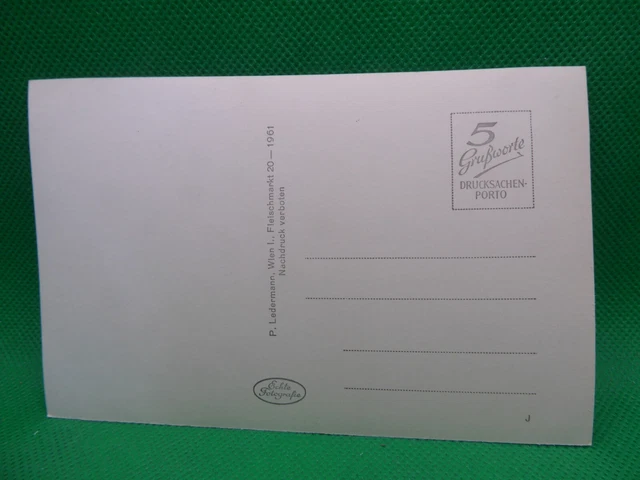 P. Ledermann, Wien I., Fleischmarkt 20 — 1961
Nachdruck verboten
5
Grußworte
DRUCKSACHEN-
PORTO
Echte
Fotografie
J